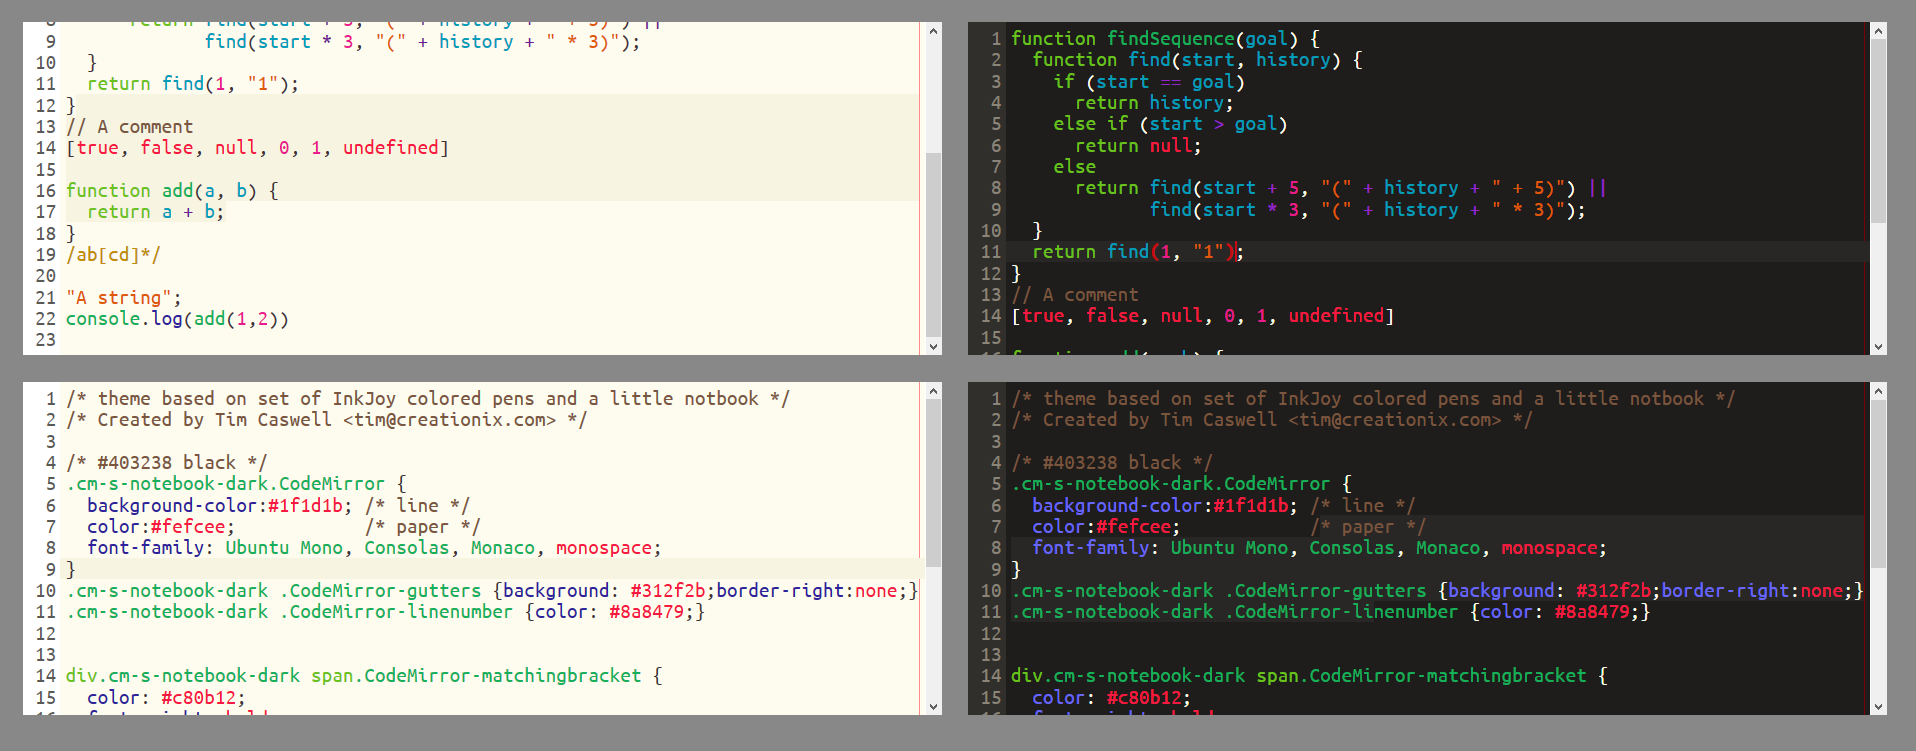 8 return find(start + 5, "(" + history + " + 5)") ||
9 find(start * 3, "(" + history + " * 3)");
10 }
11 return find(1, "1");
12 }
13 // A comment
14 [true, false, null, 0, 1, undefined]
15
16 function add(a, b) {
17 return a + b;
18 }
19 /ab[cd]*/
20
21 "A string";
22 console.log(add(1,2))
23
1 function findSequence(goal) {
2 function find(start, history) {
3 if (start == goal)
4 return history;
5 else if (start > goal)
6 return null;
7 else
8 return find(start + 5, "(" + history + " + 5)") ||
9 find(start * 3, "(" + history + " * 3)");
10 }
11 return find(1, "1");
12 }
13 // A comment
14 [true, false, null, 0, 1, undefined]
15
1 /* theme based on set of InkJoy colored pens and a little notbook */
2 /* Created by Tim Caswell <tim@creationix.com> */
3
4 /* #403238 black */
5 .cm-s-notebook-dark.CodeMirror {
6 background-color:#1f1d1b; /* line */
7 color:#fefcee; /* paper */
8 font-family: Ubuntu Mono, Consolas, Monaco, monospace;
9 }
10 .cm-s-notebook-dark .CodeMirror-gutters {background: #312f2b;border-right:none;}
11 .cm-s-notebook-dark .CodeMirror-linenumber {color: #8a8479;}
12
13
14 div.cm-s-notebook-dark span.CodeMirror-matchingbracket {
15 color: #c80b12;
1 /* theme based on set of InkJoy colored pens and a little notbook */
2 /* Created by Tim Caswell <tim@creationix.com> */
3
4 /* #403238 black */
5 .cm-s-notebook-dark.CodeMirror {
6 background-color:#1f1d1b; /* line */
7 color:#fefcee; /* paper */
8 font-family: Ubuntu Mono, Consolas, Monaco, monospace;
9 }
10 .cm-s-notebook-dark .CodeMirror-gutters {background: #312f2b;border-right:none;}
11 .cm-s-notebook-dark .CodeMirror-linenumber {color: #8a8479;}
12
13
14 div.cm-s-notebook-dark span.CodeMirror-matchingbracket {
15 color: #c80b12;